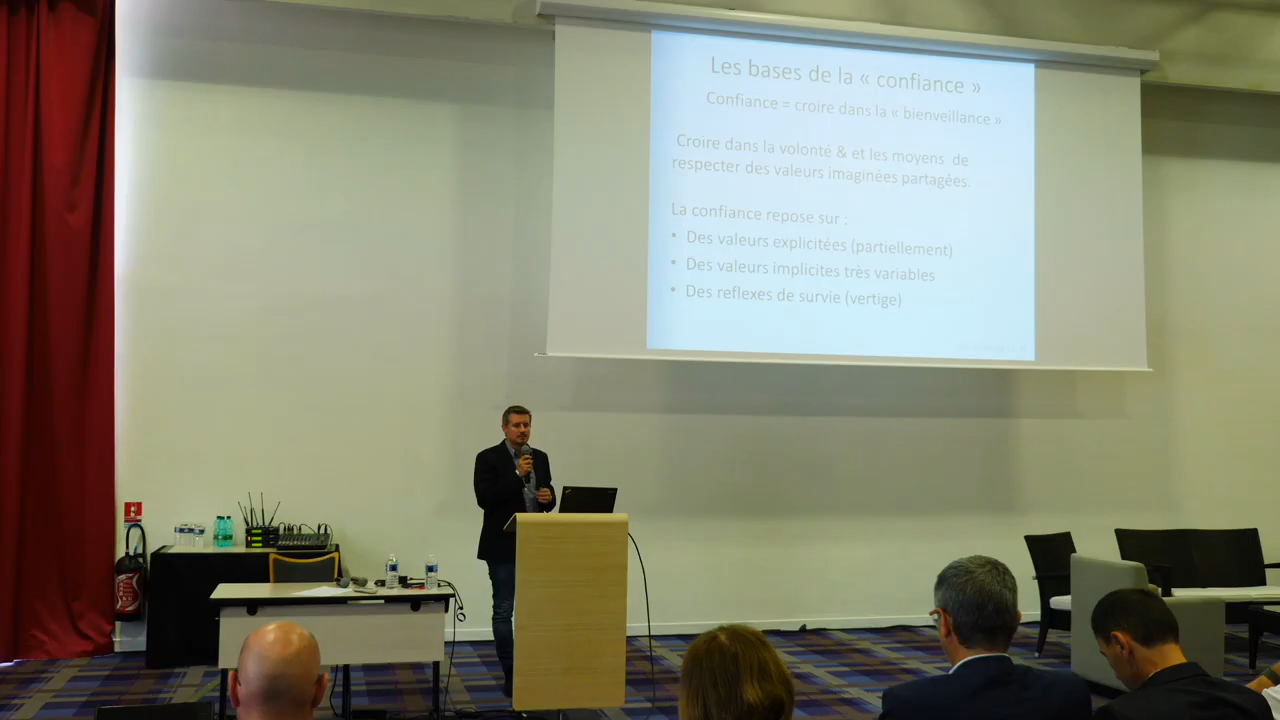 Les bases de la « confiance »
Confiance = croire dans la « bienveillance »
Croire dans la volonté & et les moyens de
respecter des valeurs imaginées partagées.
La confiance repose sur :
• Des valeurs explicitées (partiellement)
• Des valeurs implicites très variables
• Des reflexes de survie (vertige)